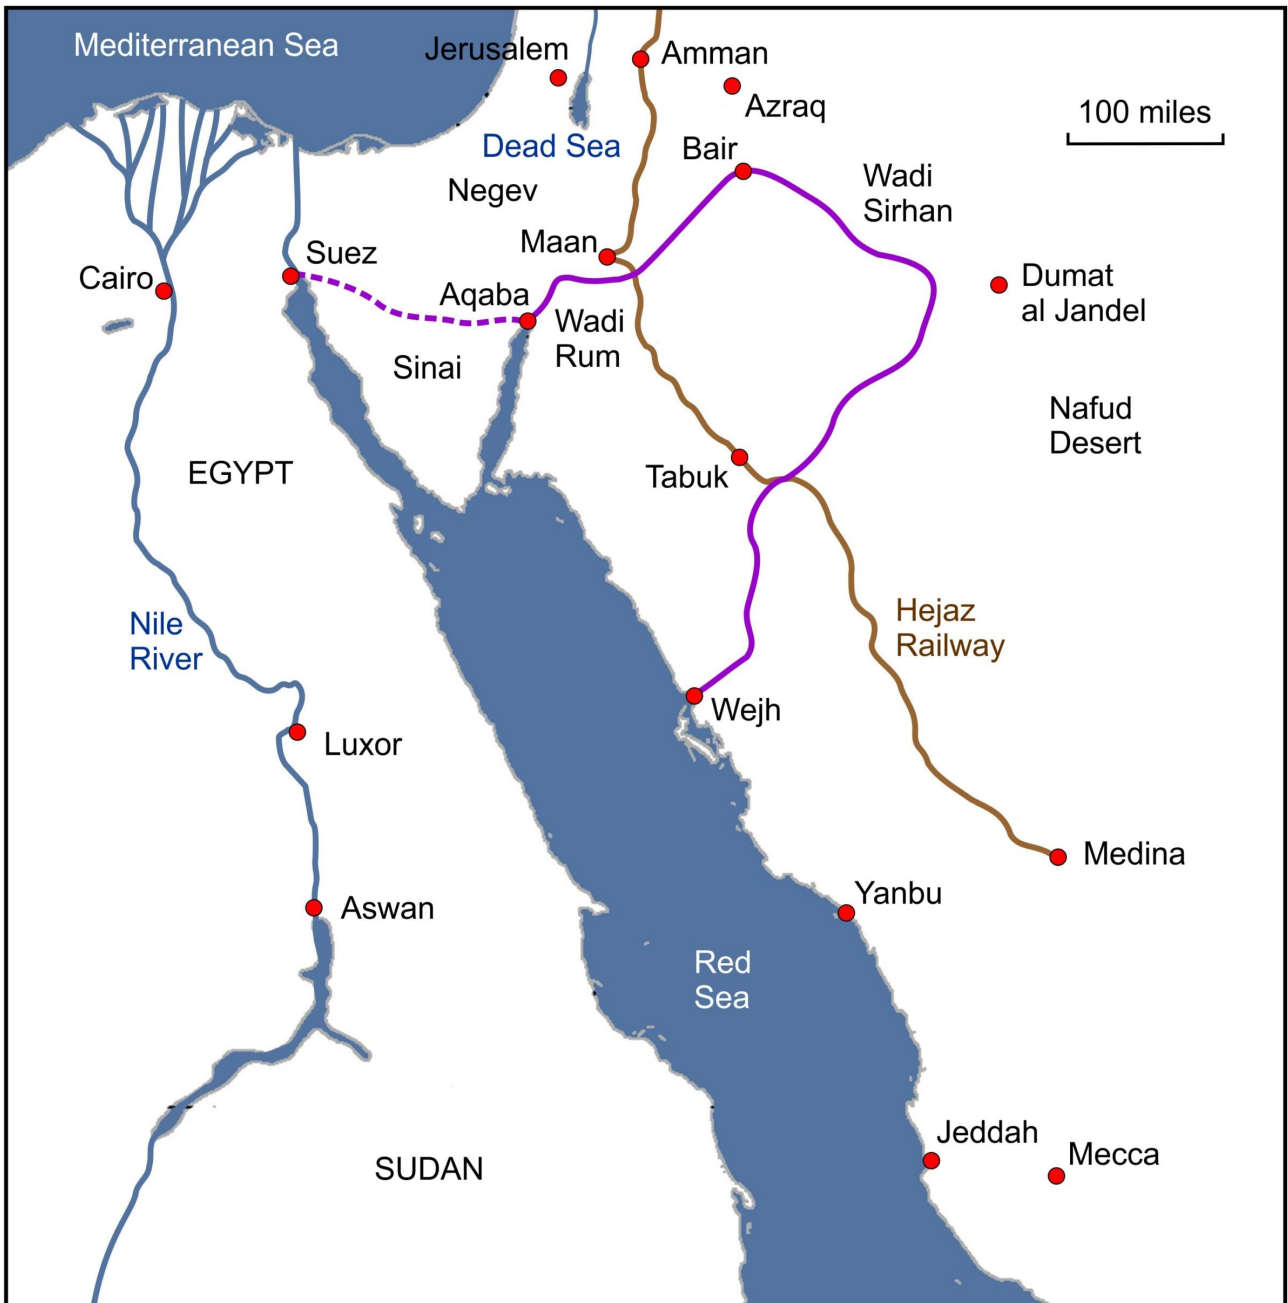 Mediterranean Sea
Jerusalem
Amman
Azraq
100 miles
Dead Sea
Bair
Wadi
Sirhan
Negev
Maan
Suez
Cairo
Aqaba
Dumat
al Jandel
Wadi
Rum
Sinai
Nafud
Desert
EGYPT
Tabuk
Nile
River
Hejaz
Railway
Wejh
Luxor
Medina
Yanbu
Aswan
Red
Sea
Jeddah
Mecca
SUDAN